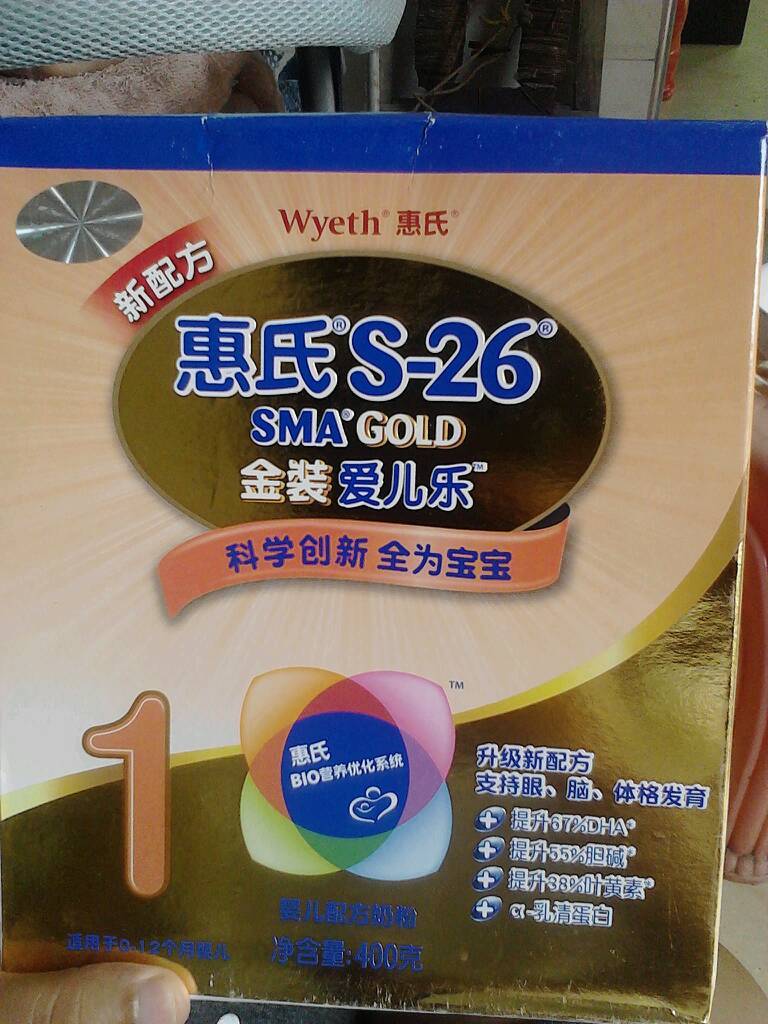 Wyeth® 惠氏®
新配方
惠氏® S-26®
SMA® GOLD
金装 爱儿乐™
科学创新 全为宝宝
1
TM
惠氏
BIO营养优化系统
升级新配方
支持眼、脑、体格发育
提升67%DHA*
提升55%胆碱*
提升38%叶黄素*
α-乳清蛋白
婴儿配方奶粉
适用于0-12个月婴儿
净含量:400克